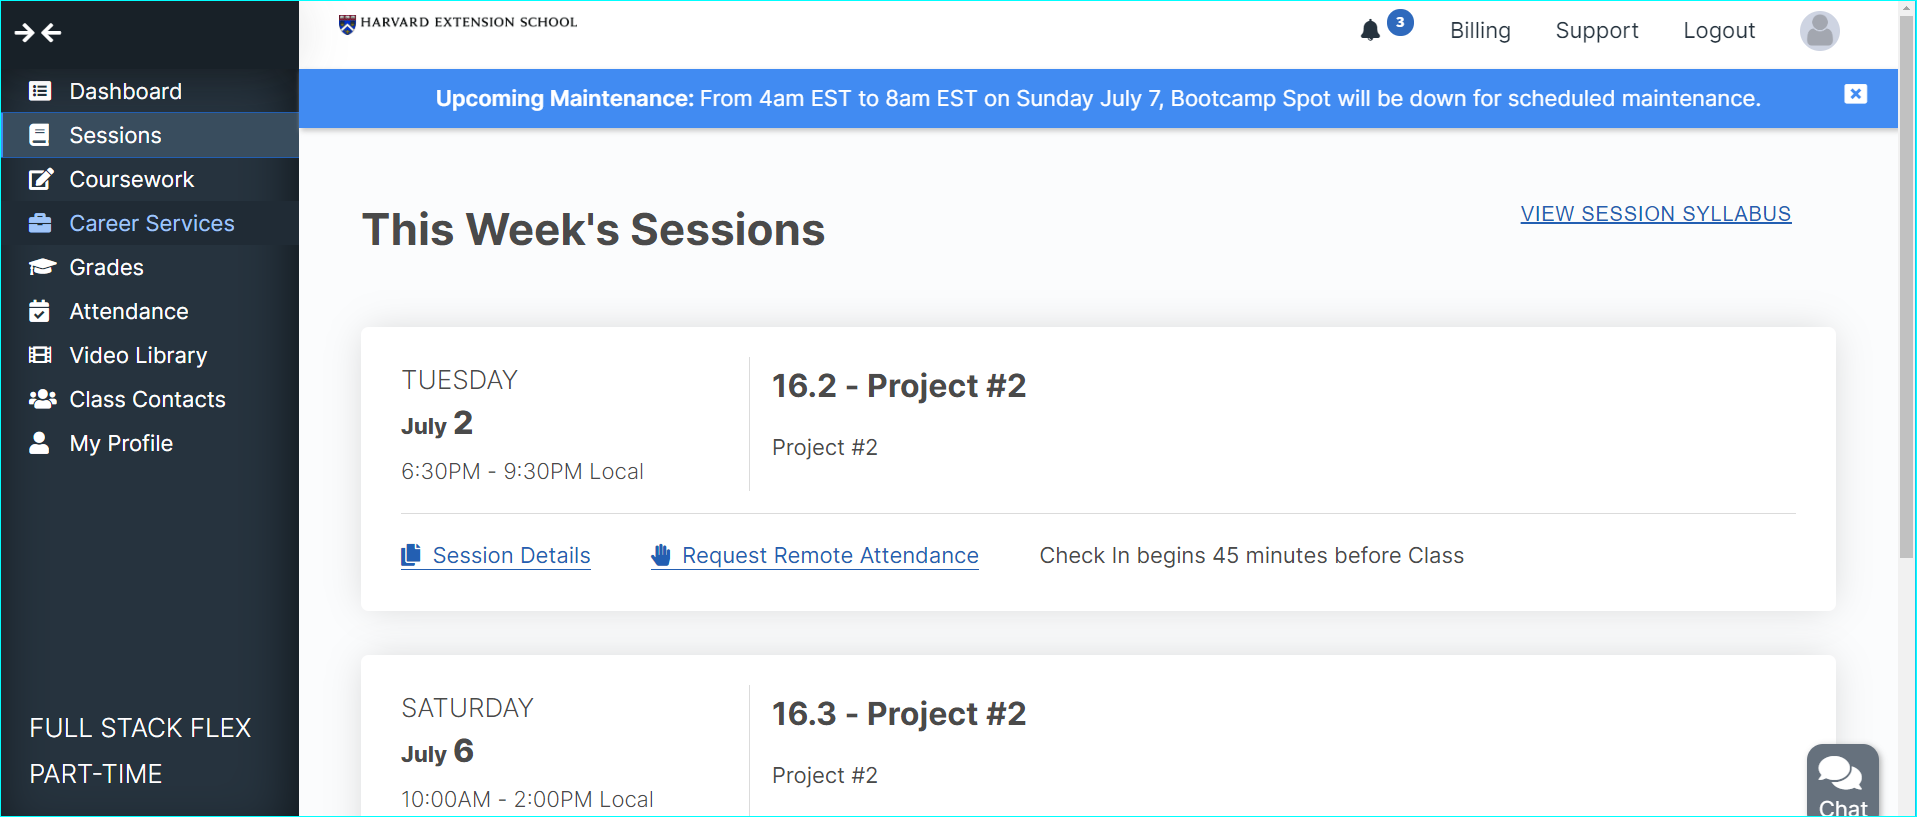 HARVARD EXTENSION SCHOOL
3
Billing
Support
Logout
Upcoming Maintenance: From 4am EST to 8am EST on Sunday July 7, Bootcamp Spot will be down for scheduled maintenance.
Dashboard
Sessions
Coursework
Career Services
Grades
Attendance
Video Library
Class Contacts
My Profile
FULL STACK FLEX
PART-TIME
This Week's Sessions
VIEW SESSION SYLLABUS
TUESDAY
July 2
6:30PM - 9:30PM Local
16.2 - Project #2
Project #2
Session Details
Request Remote Attendance
Check In begins 45 minutes before Class
SATURDAY
July 6
10:00AM - 2:00PM Local
16.3 - Project #2
Project #2
Chat